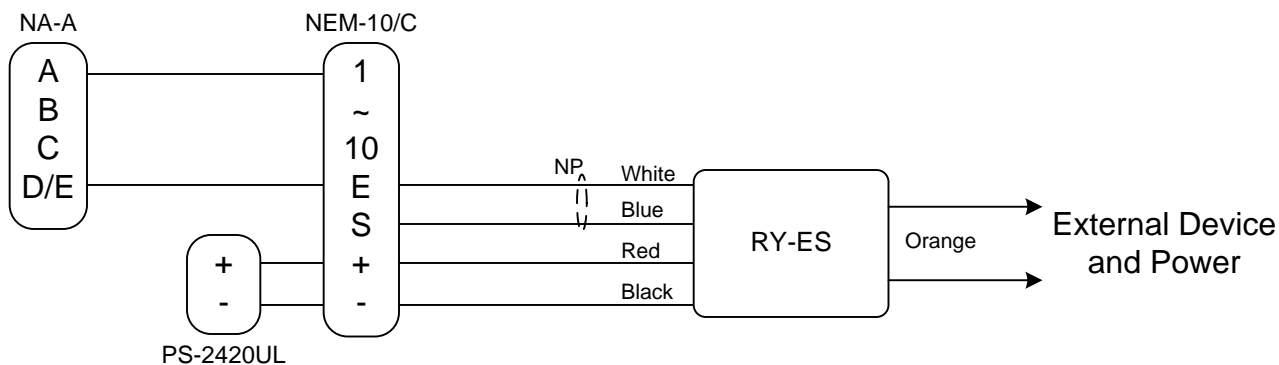 NA-A
A
B
C
D/E
NEM-10/C
1
~
10
E
S
+
-
+
-
PS-2420UL
NP
White
Blue
Red
Black
RY-ES
Orange
External Device
and Power